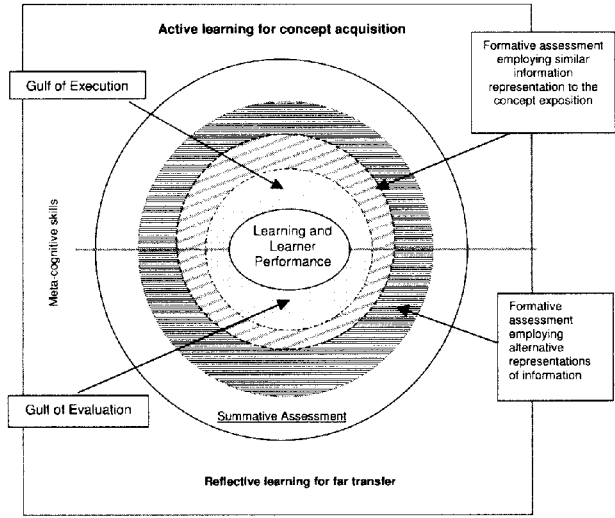 Active learning for concept acquisition
Formative assessment
employing similar
information
representation to the
concept exposition
Gulf of Execution
Meta-cognitive skills
Learning and
Learner
Performance
Formative
assessment
employing
alternative
representations
of information
Gulf of Evaluation
Summative Assessment
Reflective learning for far transfer